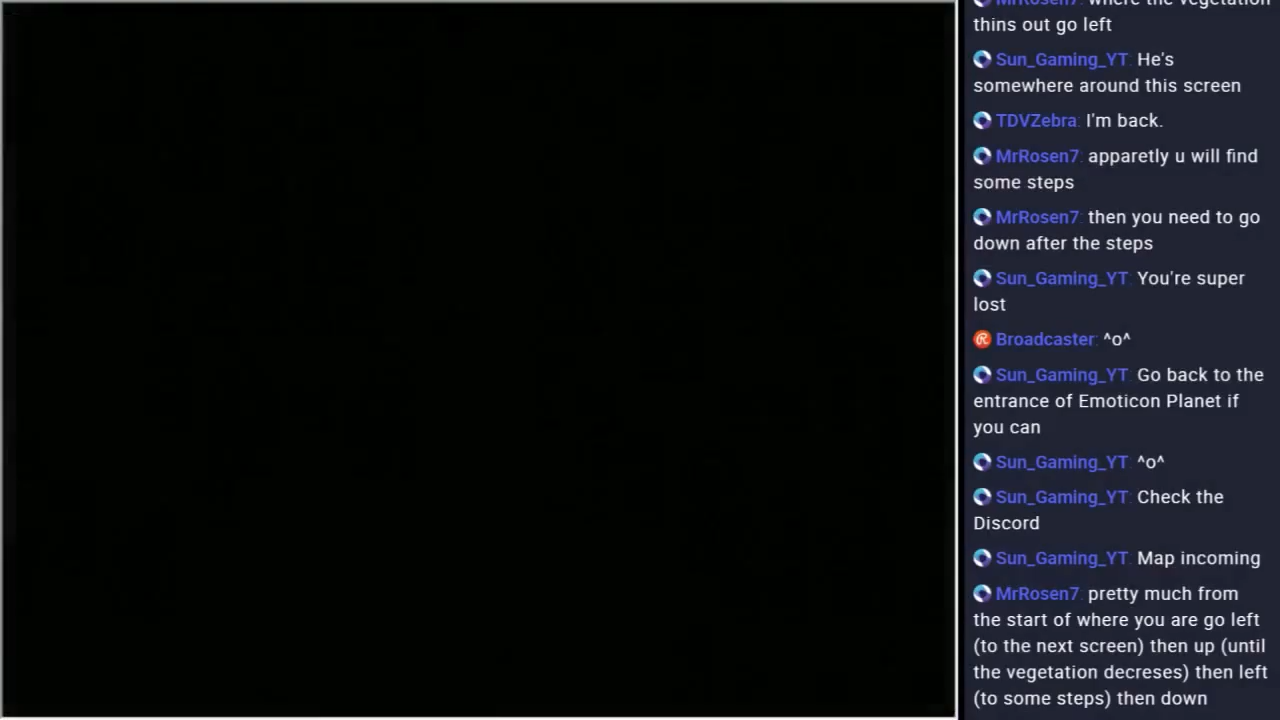 MrRosen7: where the vegetation
thins out go left
Sun_Gaming_YT: He's
somewhere around this screen
TDVZebra: I'm back.
MrRosen7: apparetly u will find
some steps
MrRosen7: then you need to go
down after the steps
Sun_Gaming_YT: You're super
lost
Broadcaster: ^o^
Sun_Gaming_YT: Go back to the
entrance of Emoticon Planet if
you can
Sun_Gaming_YT: ^o^
Sun_Gaming_YT: Check the
Discord
Sun_Gaming_YT: Map incoming
MrRosen7: pretty much from
the start of where you are go left
(to the next screen) then up (until
the vegetation decreses) then left
(to some steps) then down